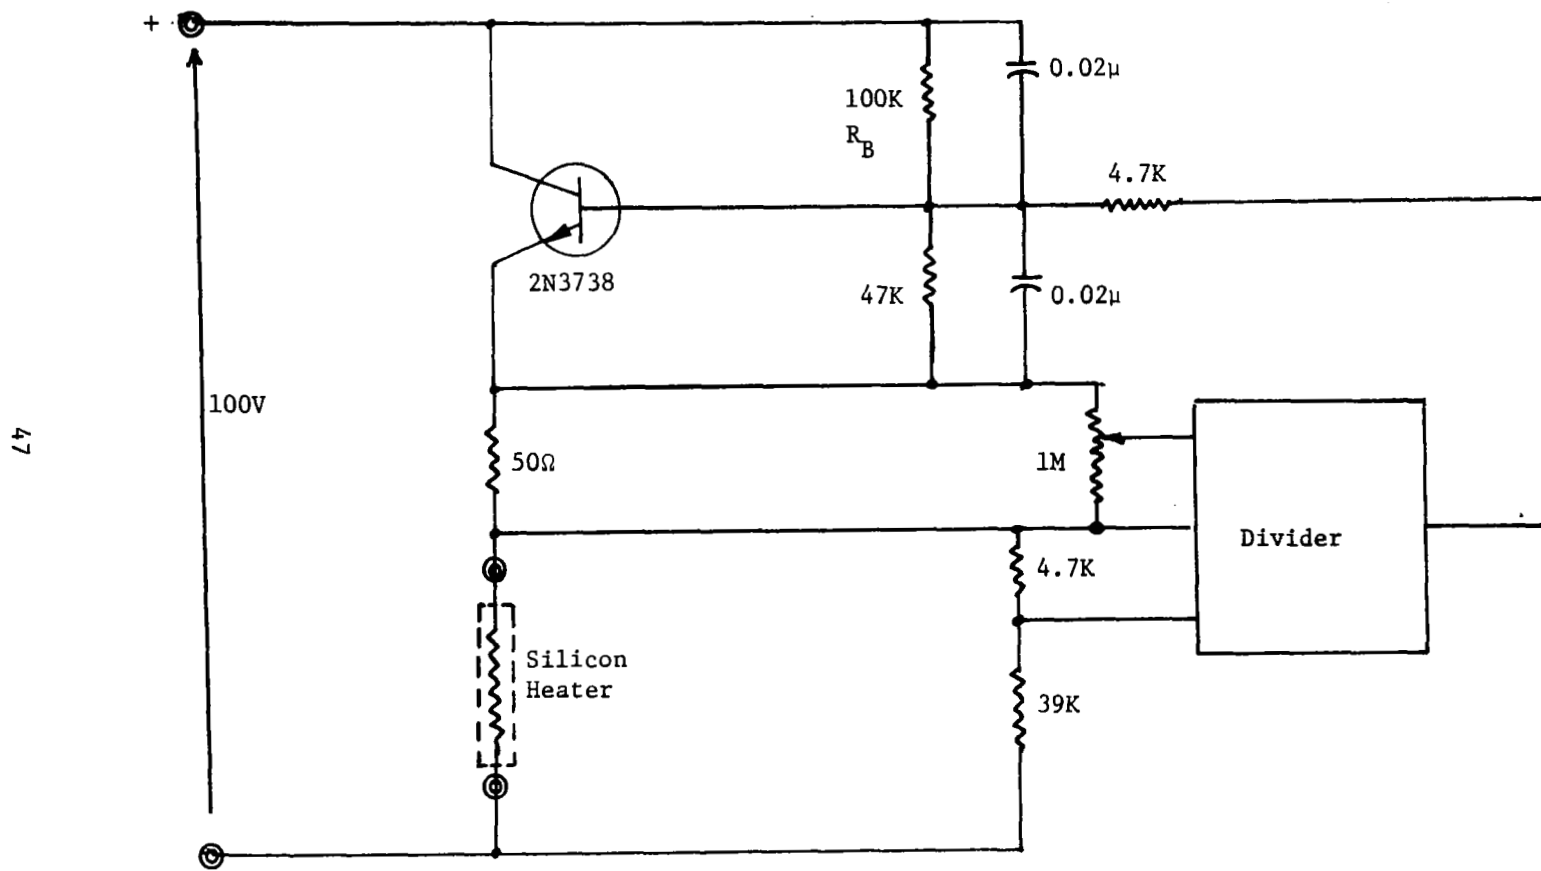 +
0.02μ
100K
R_B
4.7K
2N3738
47K
0.02μ
100V
47
50Ω
1M
Divider
4.7K
Silicon
Heater
39K